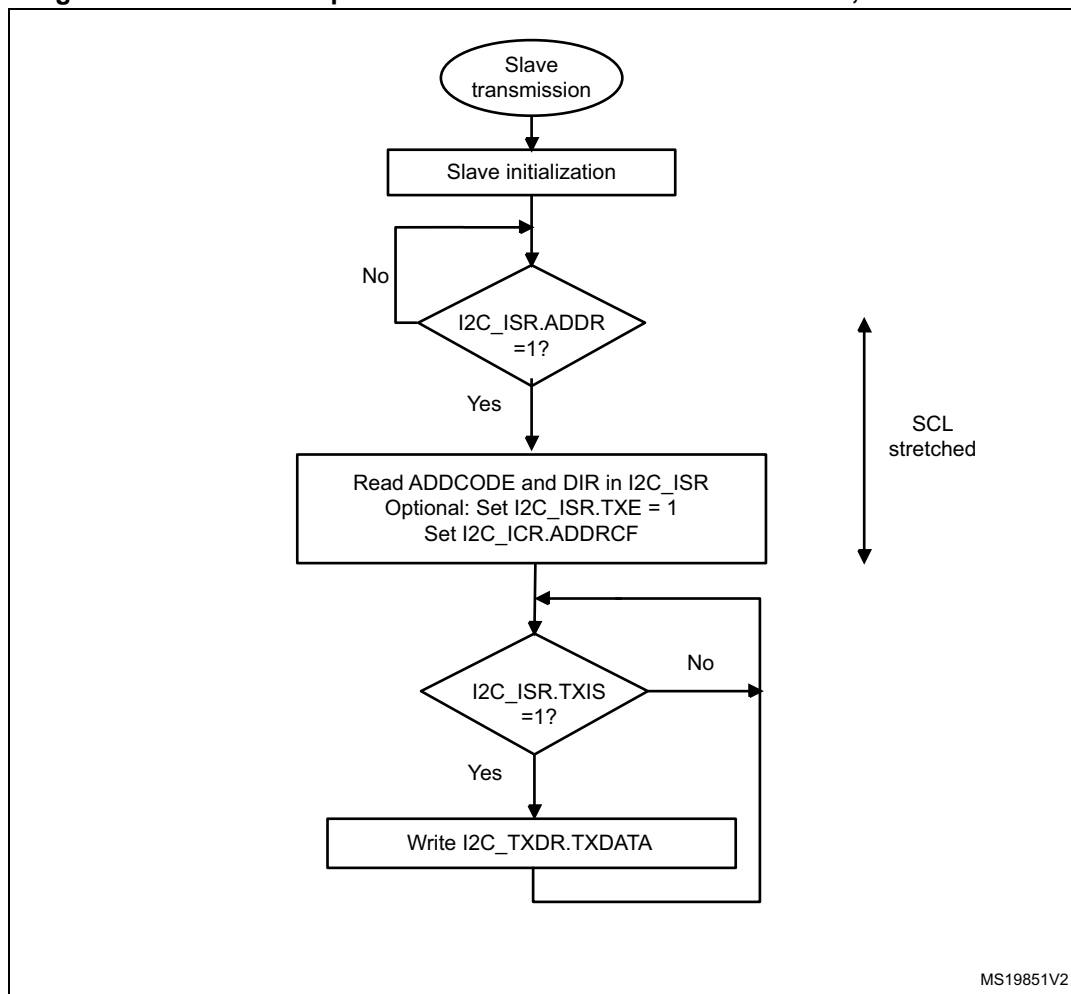 Slave
transmission
Slave initialization
No
I2C_ISR.ADDR
=1?
Yes
SCL
stretched
Read ADDCODE and DIR in I2C_ISR
Optional: Set I2C_ISR.TXE = 1
Set I2C_ICR.ADDRCF
No
I2C_ISR.TXIS
=1?
Yes
Write I2C_TXDR.TXDATA
MS19851V2